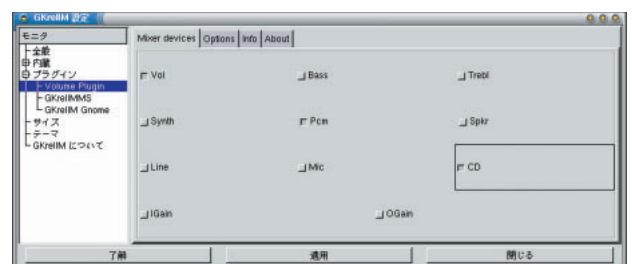 GKrellM 設定
モニタ
全般
内蔵
プラグイン
Volume Plugin
GKrellMMS
GKrellM Gnome
サイズ
テーマ
GKrellM について
Mixer devices Options Info About
Vol Bass Trebl
Synth Pcm Spkr
Line Mic CD
IGain OGain
了解 適用 閉じる